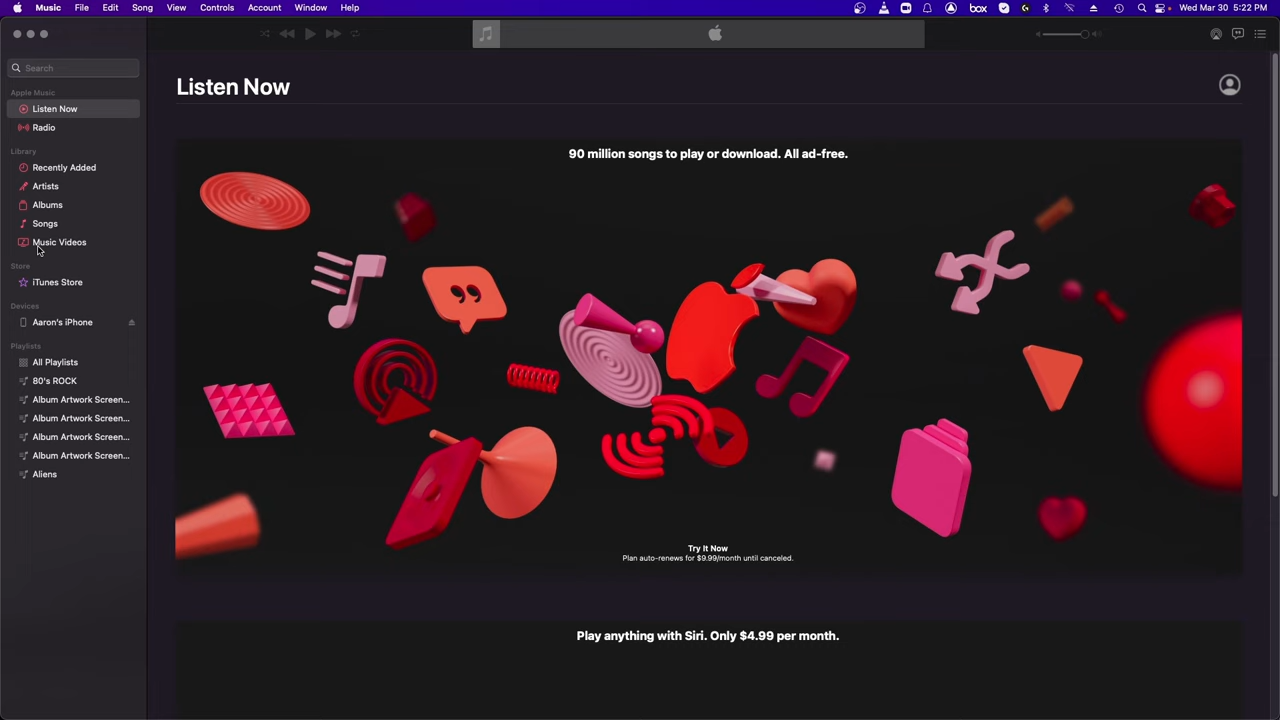 Music File Edit Song View Controls Account Window Help box Wed Mar 30 5:22 PM
Search
Apple Music
Listen Now
Radio
Library
Recently Added
Artists
Albums
Songs
Music Videos
Store
iTunes Store
Devices
Aaron's iPhone
Playlists
All Playlists
80's ROCK
Album Artwork Screen...
Album Artwork Screen...
Album Artwork Screen...
Album Artwork Screen...
Aliens
Listen Now
90 million songs to play or download. All ad-free.
Try It Now
Plan auto-renews for $9.99/month until canceled.
Play anything with Siri. Only $4.99 per month.